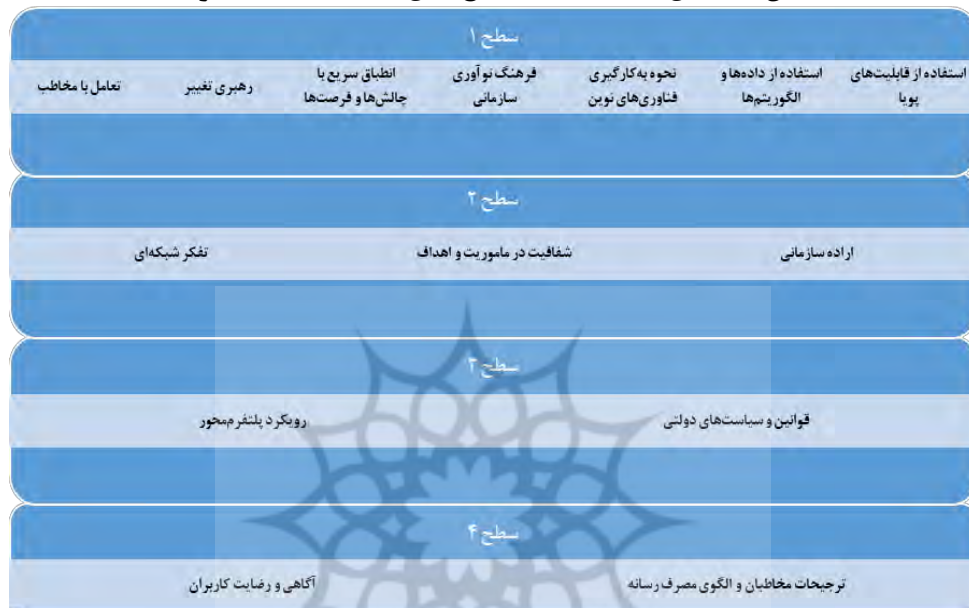 سطح ۱
استفاده از قابلیت‌های پویا
استفاده از داده‌ها و الگوریتم‌ها
نحوه به‌کارگیری فناوری‌های نوین
فرهنگ نوآوری سازمانی
انطباق سریع با چالش‌ها و فرصت‌ها
رهبری تغییر
تعامل با مخاطب
سطح ۲
اراده سازمانی
شفافیت در ماموریت و اهداف
تفکر شبکه‌ای
سطح ۳
قوانین و سیاست‌های دولتی
رویکرد پلتفرم‌محور
سطح ۴
ترجیحات مخاطبان و الگوی مصرف رسانه
آگاهی و رضایت کاربران